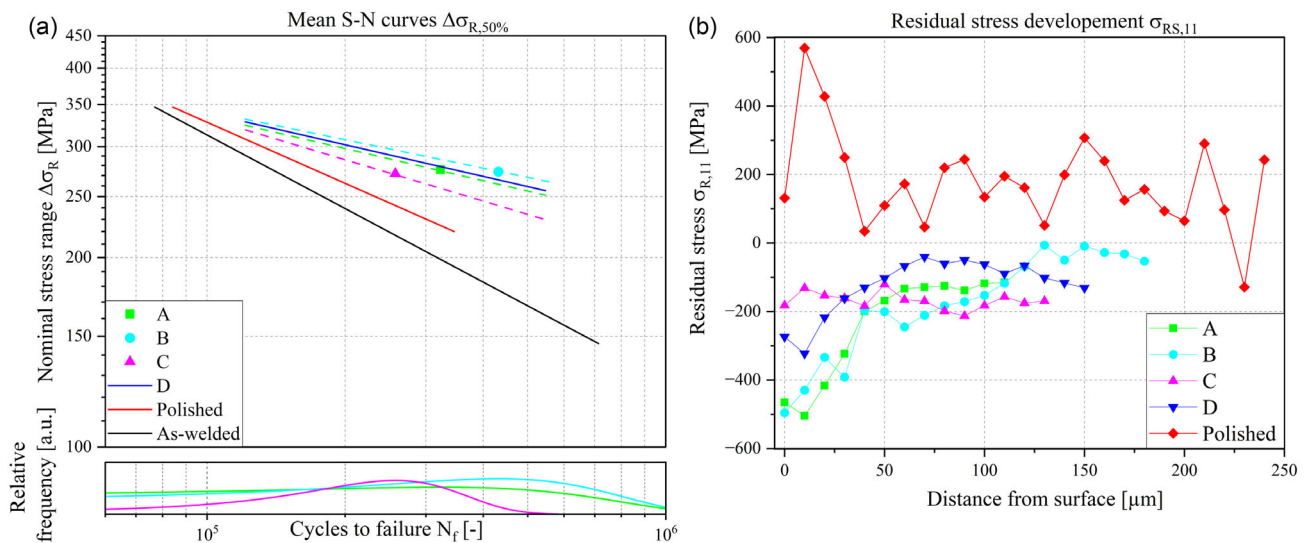 (a)
Mean S-N curves Δσ_R,50%
Nominal stress range Δσ_R [MPa]
450
400
350
300
250
200
150
100
A
B
C
D
Polished
As-welded
Relative
frequency [a.u.]
10^5
Cycles to failure N_f [-]
10^6
(b)
Residual stress developement σ_RS,11
Residual stress σ_R,11 [MPa]
600
400
200
0
−200
−400
−600
A
B
C
D
Polished
0
50
100
150
200
250
Distance from surface [µm]